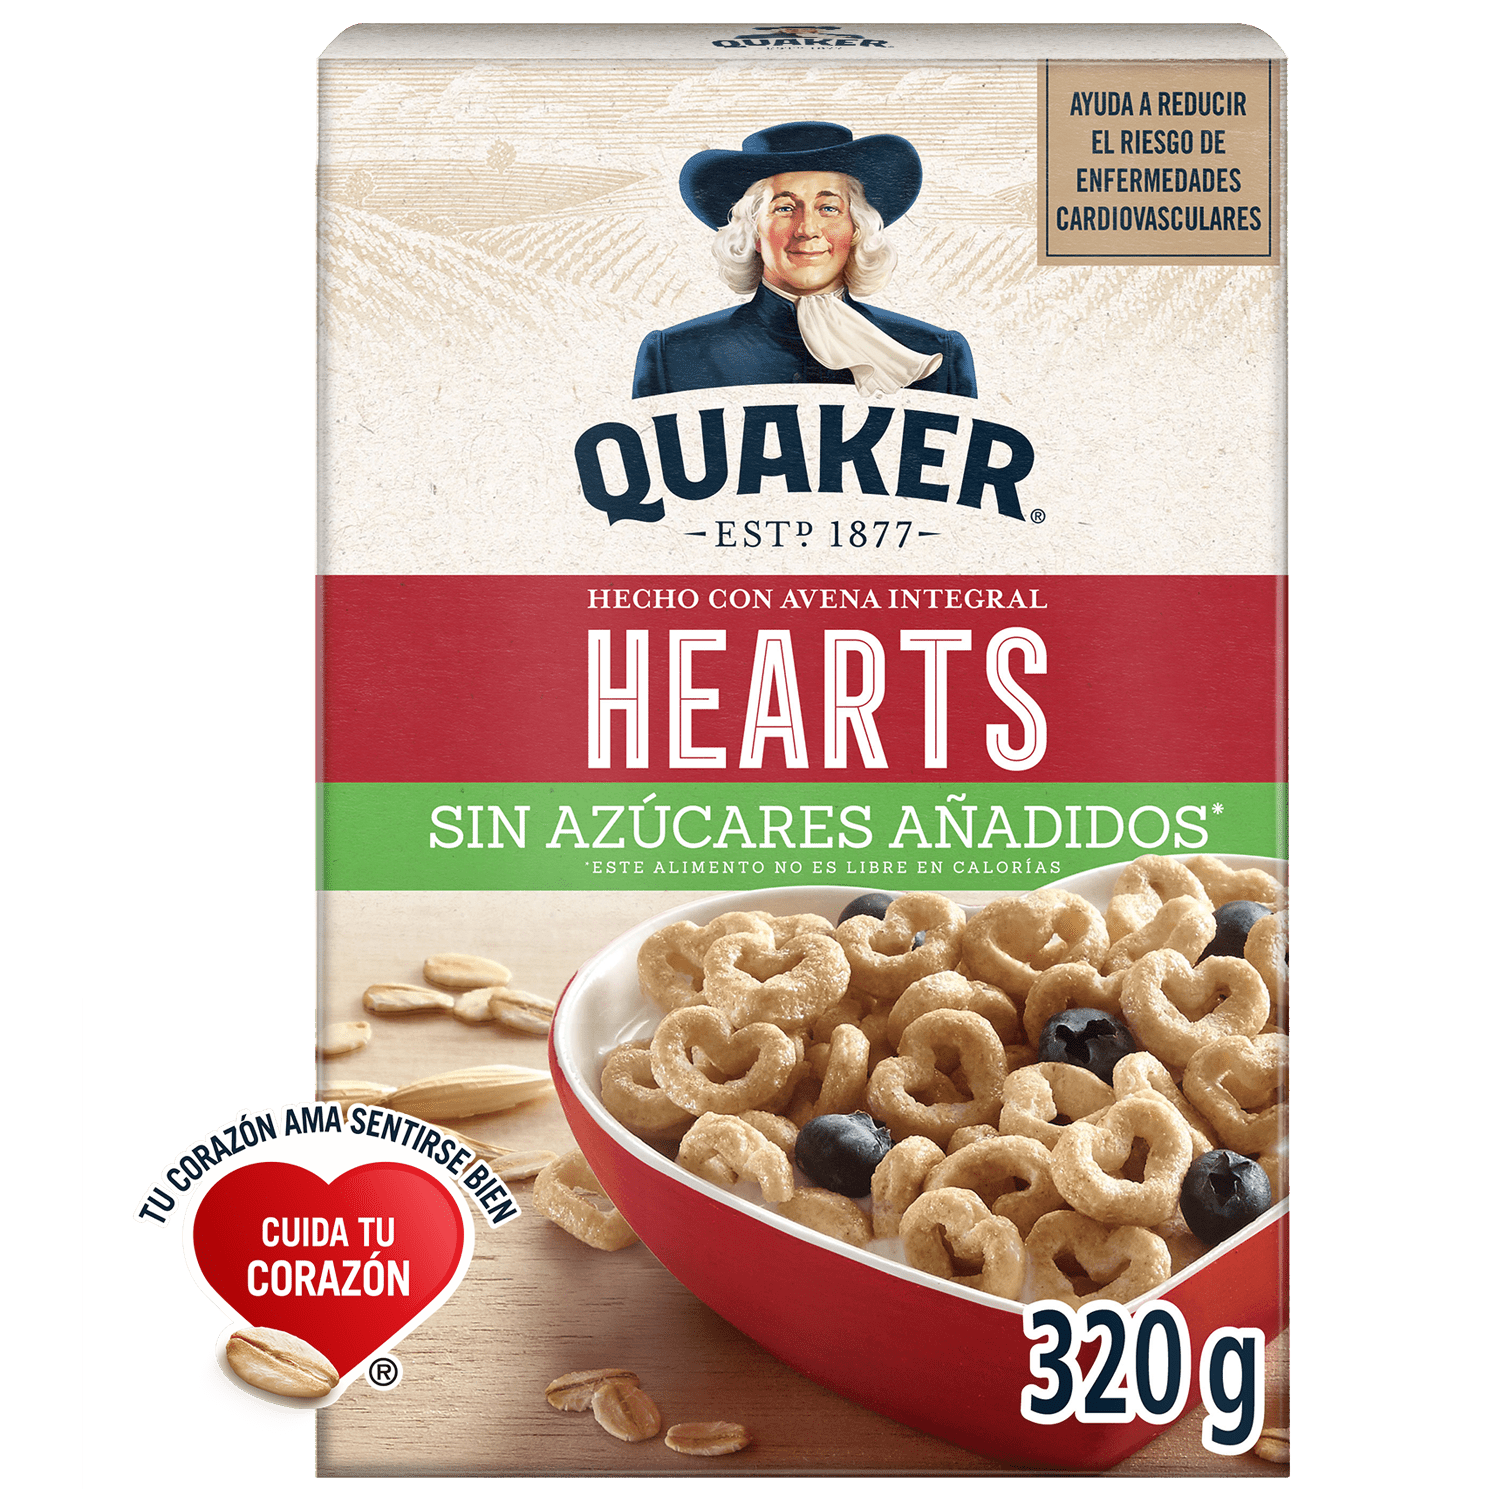 QUAKER
AYUDA A REDUCIR
EL RIESGO DE
ENFERMEDADES
CARDIOVASCULARES
QUAKER®
ESTD. 1877
HECHO CON AVENA INTEGRAL
HEARTS
SIN AZÚCARES AÑADIDOS*
*ESTE ALIMENTO NO ES LIBRE EN CALORÍAS
TU CORAZÓN AMA SENTIRSE BIEN
CUIDA TU
CORAZÓN
®
320 g